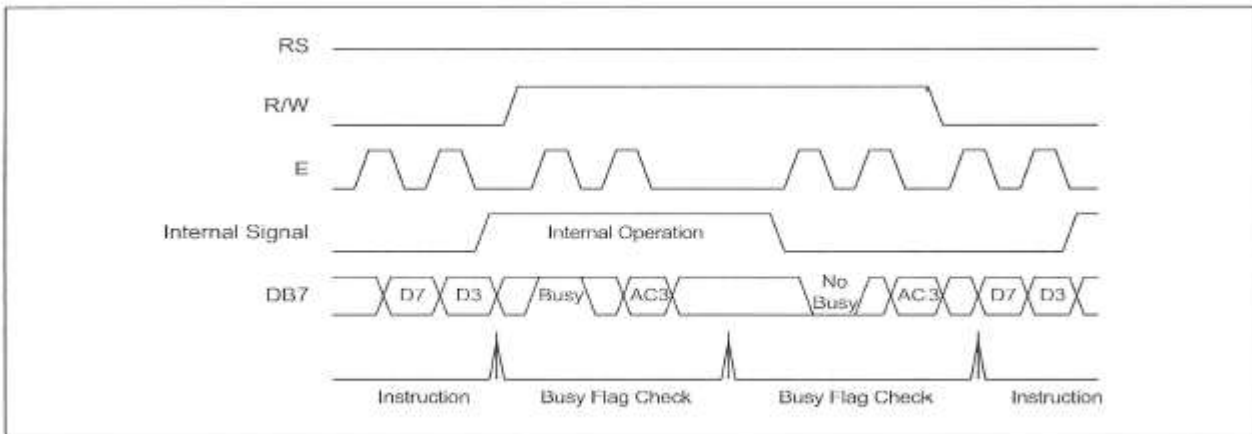 RS
R/W
E
Internal Signal
Internal Operation
DB7
D7 D3 Busy AC3 No Busy AC3 D7 D3
Instruction Busy Flag Check Busy Flag Check Instruction